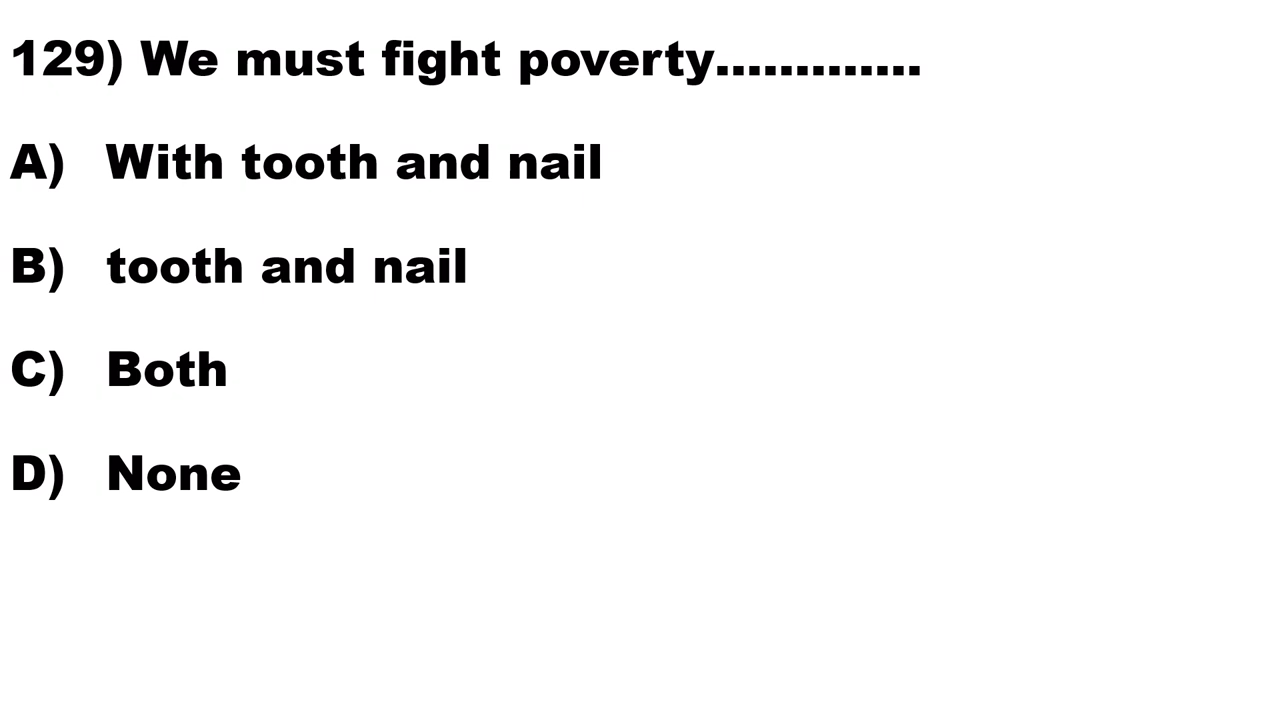 129) We must fight poverty.............
A) With tooth and nail
B) tooth and nail
C) Both
D) None